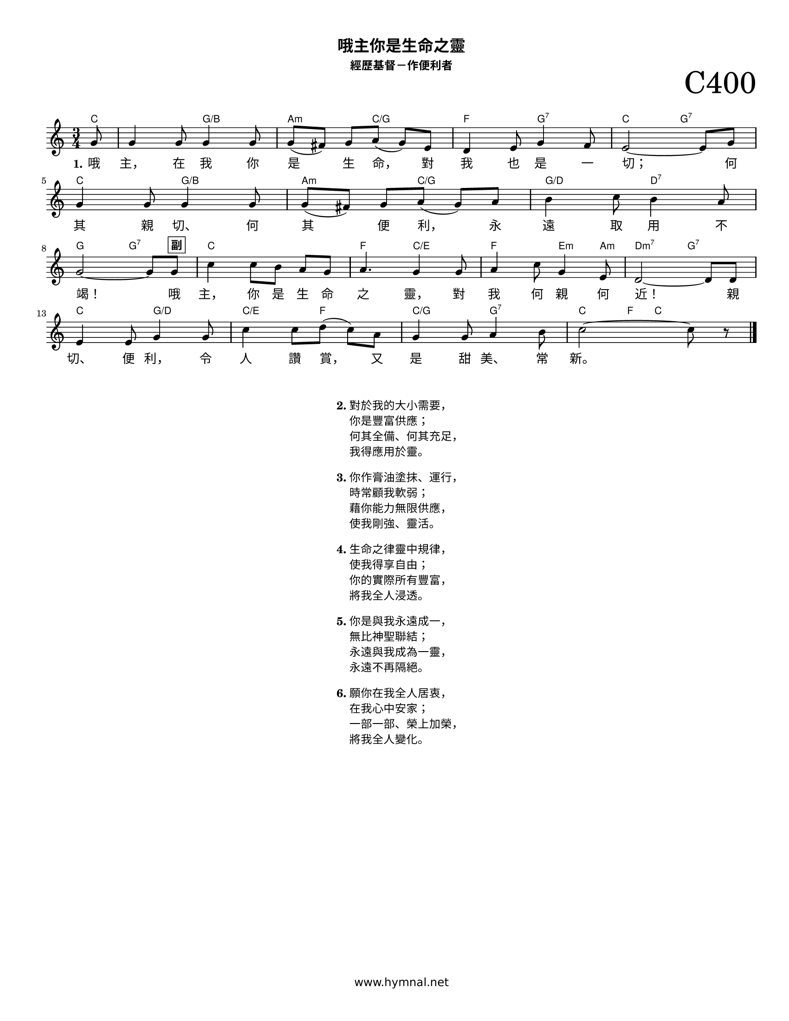 哦主你是生命之靈
經歷基督－作便利者
C400
C G/B Am C/G F G7 C G7
3 4
1. 哦 主， 在 我 你 是 生 命， 對 我 也 是 一 切； 何
5 C G/B Am C/G G/D D7
其 親 切、 何 其 便 利， 永 遠 取 用 不
8 G G7 副 C F C/E F Em Am Dm7 G7
竭！ 哦 主， 你 是 生 命 之 靈， 對 我 何 親 何 近！ 親
13 C G/D C/E F C/G G7 C F C
切、 便 利， 令 人 讚 賞， 又 是 甜 美、 常 新。
2. 對於我的大小需要，
你是豐富供應；
何其全備、何其充足，
我得應用於靈。
3. 你作膏油塗抹、運行，
時常顧我軟弱；
藉你能力無限供應，
使我剛強、靈活。
4. 生命之律靈中規律，
使我得享自由；
你的實際所有豐富，
將我全人浸透。
5. 你是與我永遠成一，
無比神聖聯結；
永遠與我成為一靈，
永遠不再隔絕。
6. 願你在我全人居衷，
在我心中安家；
一部一部、榮上加榮，
將我全人變化。
www.hymnal.net